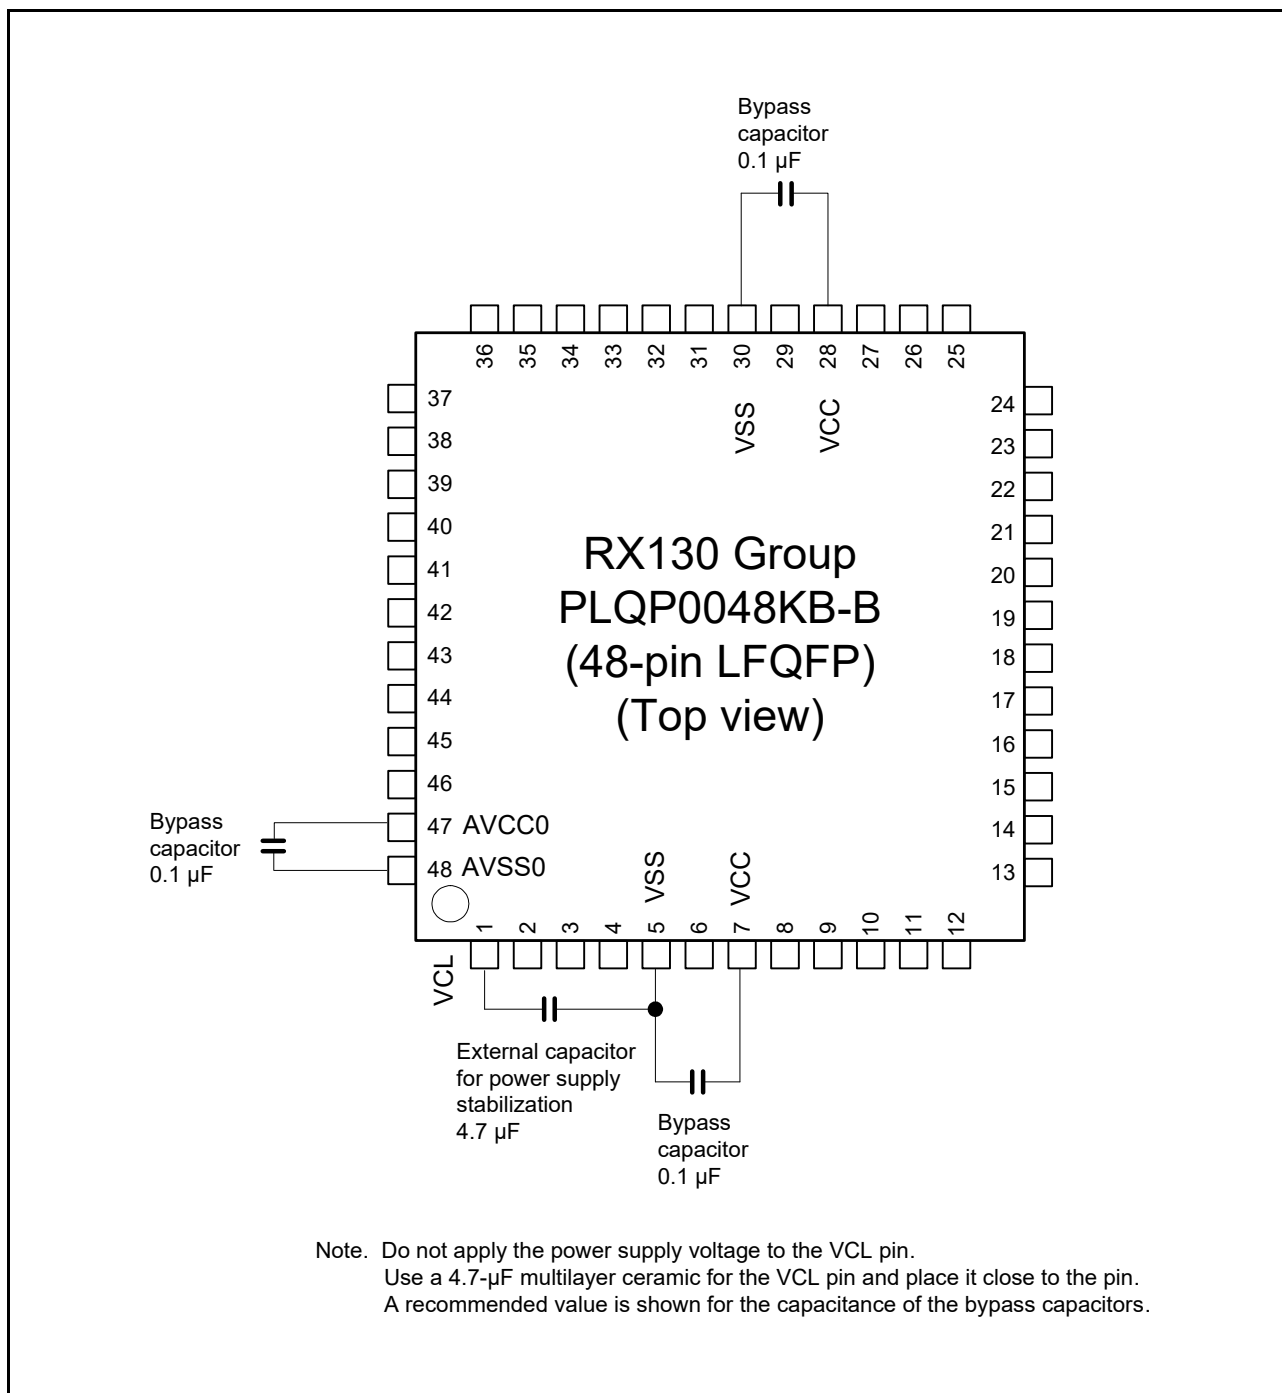 Bypass
capacitor
0.1 µF
36 35 34 33 32 31 30 29 28 27 26 25
VSS VCC
37
38
39
40
41
42
43
44
45
46
47 AVCC0
48 AVSS0
24
23
22
21
20
19
18
17
16
15
14
13
RX130 Group
PLQP0048KB-B
(48-pin LFQFP)
(Top view)
Bypass
capacitor
0.1 µF
VSS VCC
1 2 3 4 5 6 7 8 9 10 11 12
VCL
External capacitor
for power supply
stabilization
4.7 µF
Bypass
capacitor
0.1 µF
Note. Do not apply the power supply voltage to the VCL pin.
Use a 4.7-µF multilayer ceramic for the VCL pin and place it close to the pin.
A recommended value is shown for the capacitance of the bypass capacitors.